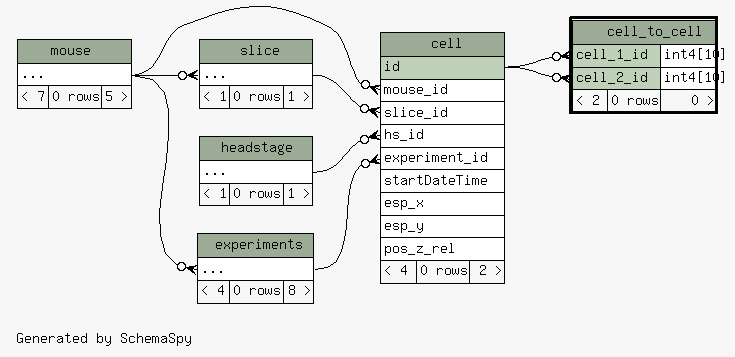 mouse
...
< 7 0 rows 5 >
slice
...
< 1 0 rows 1 >
headstage
...
< 1 0 rows 1 >
experiments
...
< 4 0 rows 8 >
cell
id
mouse_id
slice_id
hs_id
experiment_id
startDateTime
esp_x
esp_y
pos_z_rel
< 4 0 rows 2 >
cell_to_cell
cell_1_id int4[10]
cell_2_id int4[10]
< 2 0 rows 0 >
Generated by SchemaSpy